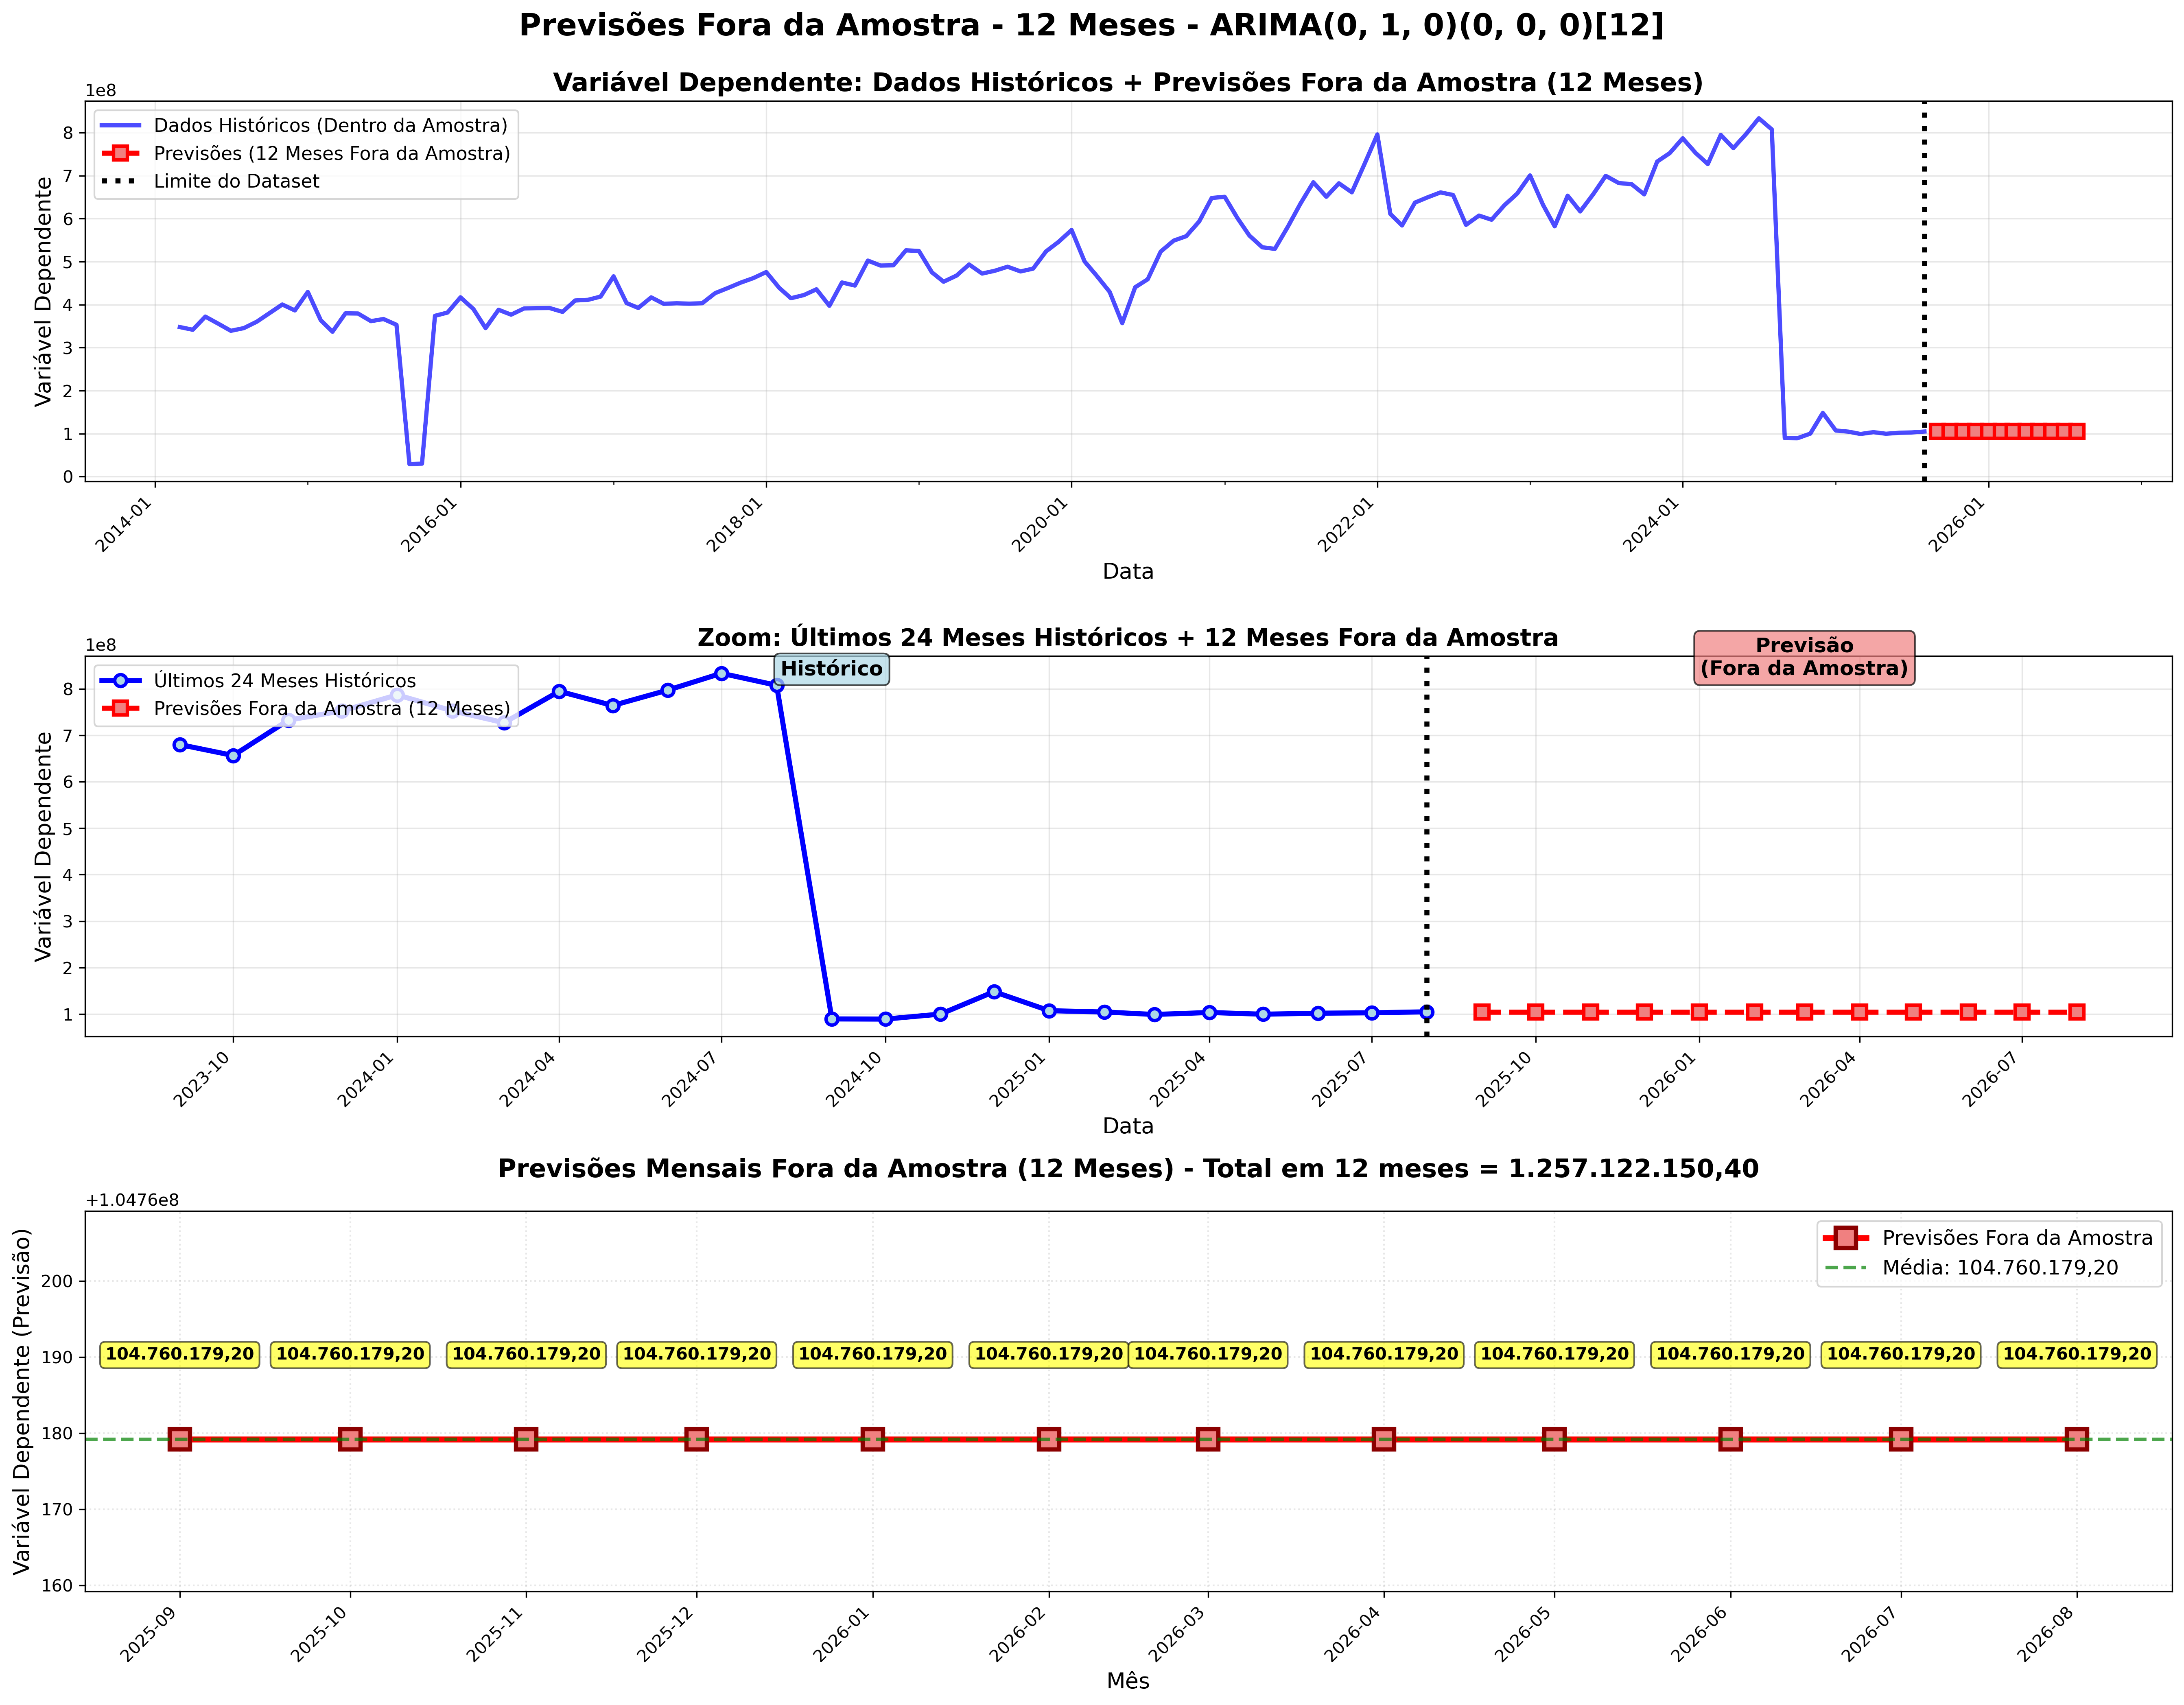 Previsões Fora da Amostra - 12 Meses - ARIMA(0, 1, 0)(0, 0, 0)[12]
Variável Dependente: Dados Históricos + Previsões Fora da Amostra (12 Meses)
1e8
Dados Históricos (Dentro da Amostra)
Previsões (12 Meses Fora da Amostra)
Limite do Dataset
Variável Dependente
8
7
6
5
4
3
2
1
0
2014-01
2016-01
2018-01
2020-01
2022-01
2024-01
2026-01
Data
Zoom: Últimos 24 Meses Históricos + 12 Meses Fora da Amostra
1e8
Últimos 24 Meses Históricos
Previsões Fora da Amostra (12 Meses)
Histórico
Previsão
(Fora da Amostra)
Variável Dependente
8
7
6
5
4
3
2
1
2023-10
2024-01
2024-04
2024-07
2024-10
2025-01
2025-04
2025-07
2025-10
2026-01
2026-04
2026-07
Data
Previsões Mensais Fora da Amostra (12 Meses) - Total em 12 meses = 1.257.122.150,40
+1.0476e8
Previsões Fora da Amostra
Média: 104.760.179,20
Variável Dependente (Previsão)
200
190
180
170
160
104.760.179,20
104.760.179,20
104.760.179,20
104.760.179,20
104.760.179,20
104.760.179,20
104.760.179,20
104.760.179,20
104.760.179,20
104.760.179,20
104.760.179,20
104.760.179,20
2025-09
2025-10
2025-11
2025-12
2026-01
2026-02
2026-03
2026-04
2026-05
2026-06
2026-07
2026-08
Mês